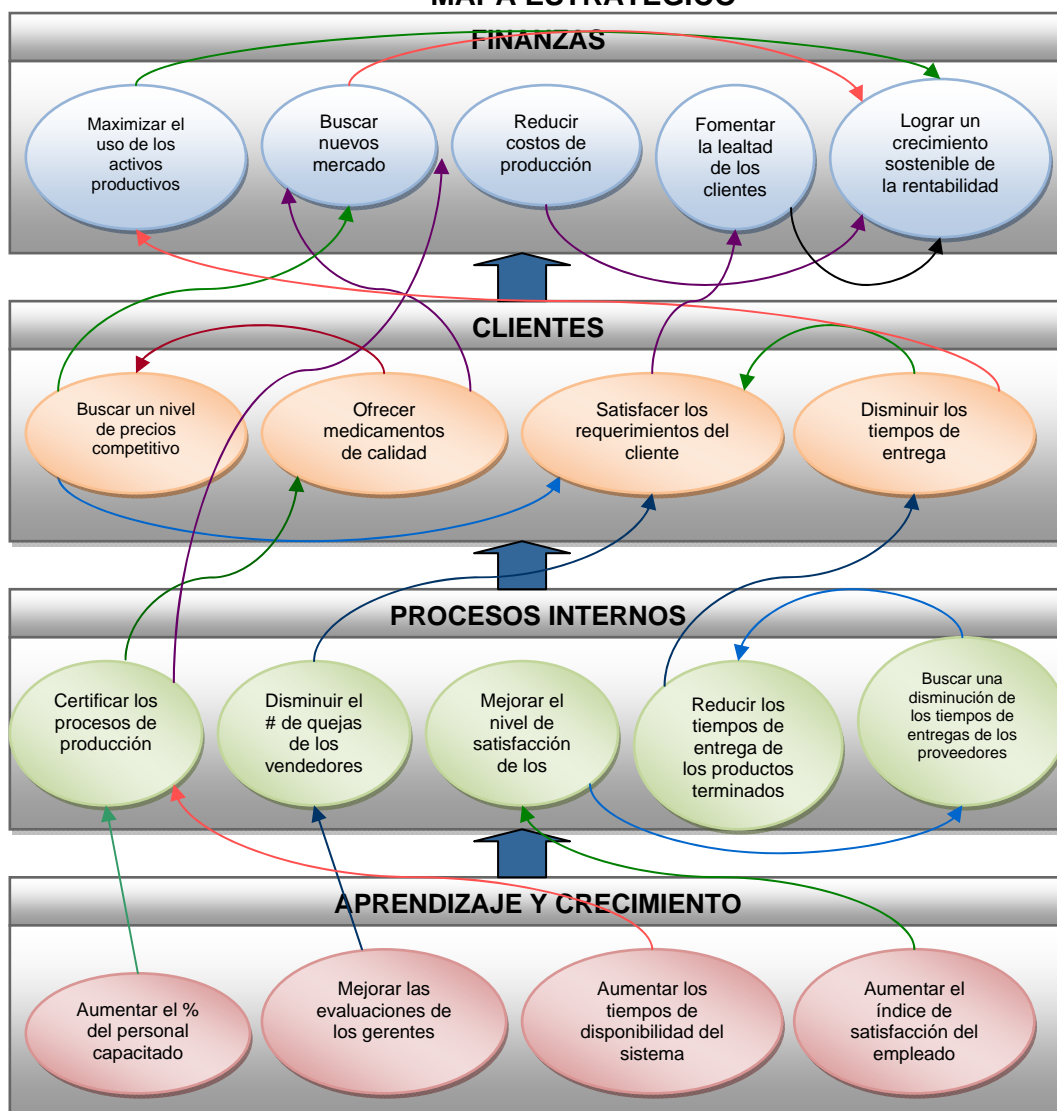 MAPA ESTRATEGICO
FINANZAS
Maximizar el
uso de los
activos
productivos
Buscar
nuevos
mercado
Reducir
costos de
producción
Fomentar
la lealtad
de los
clientes
Lograr un
crecimiento
sostenible de
la rentabilidad
CLIENTES
Buscar un nivel
de precios
competitivo
Ofrecer
medicamentos
de calidad
Satisfacer los
requerimientos del
cliente
Disminuir los
tiempos de
entrega
PROCESOS INTERNOS
Certificar los
procesos de
producción
Disminuir el
# de quejas
de los
vendedores
Mejorar el
nivel de
satisfacción
de los
Reducir los
tiempos de
entrega de
los productos
terminados
Buscar una
disminución de
los tiempos de
entregas de los
proveedores
APRENDIZAJE Y CRECIMIENTO
Aumentar el %
del personal
capacitado
Mejorar las
evaluaciones de
los gerentes
Aumentar los
tiempos de
disponibilidad del
sistema
Aumentar el
índice de
satisfacción del
empleado